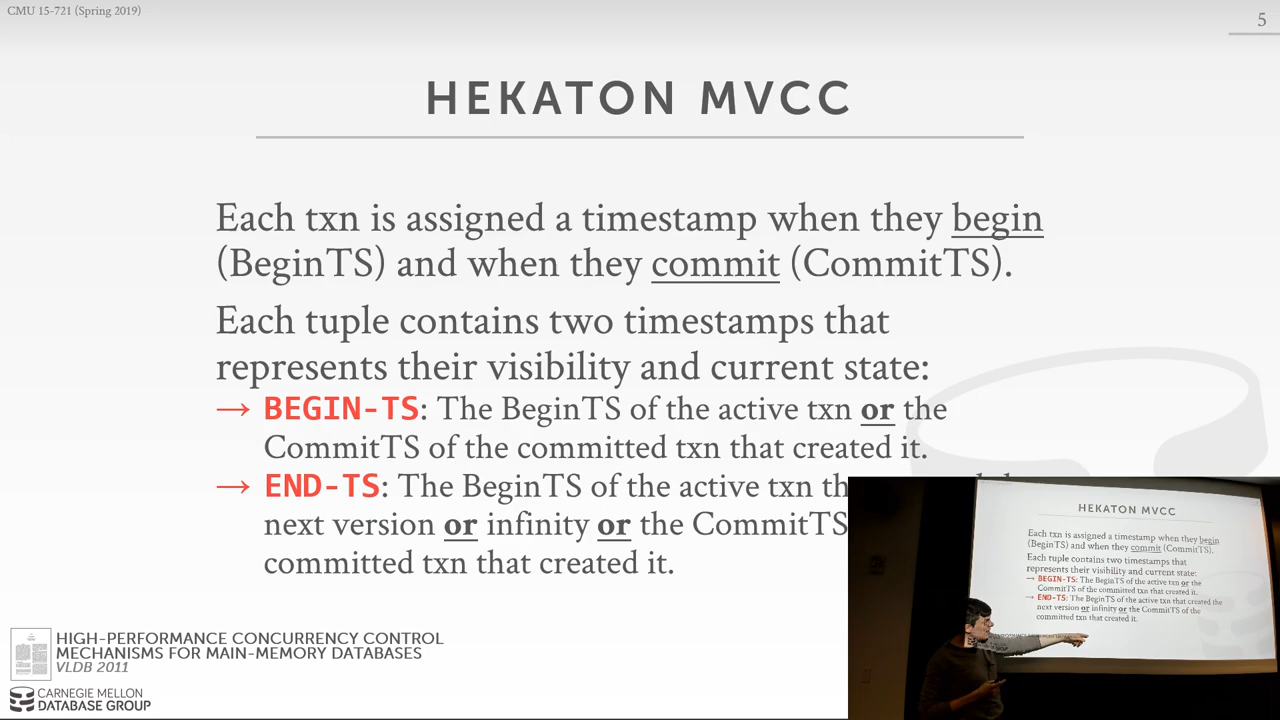 CMU 15-721 (Spring 2019)
5
HEKATON MVCC
Each txn is assigned a timestamp when they begin
(BeginTS) and when they commit (CommitTS).
Each tuple contains two timestamps that
represents their visibility and current state:
→ BEGIN-TS: The BeginTS of the active txn or the
CommitTS of the committed txn that created it.
→ END-TS: The BeginTS of the active txn th
next version or infinity or the CommitTS
committed txn that created it.
HIGH-PERFORMANCE CONCURRENCY CONTROL
MECHANISMS FOR MAIN-MEMORY DATABASES
VLDB 2011
CARNEGIE MELLON
DATABASE GROUP
HEKATON MVCC
Each txn is assigned a timestamp when they begin
(BeginTS) and when they commit (CommitTS).
Each tuple contains two timestamps that
represents their visibility and current state:
→ BEGIN-TS: The BeginTS of the active txn or the
CommitTS of the committed txn that created it.
→ END-TS: The BeginTS of the active txn that created the
next version or infinity or the CommitTS of the
committed txn that created it.